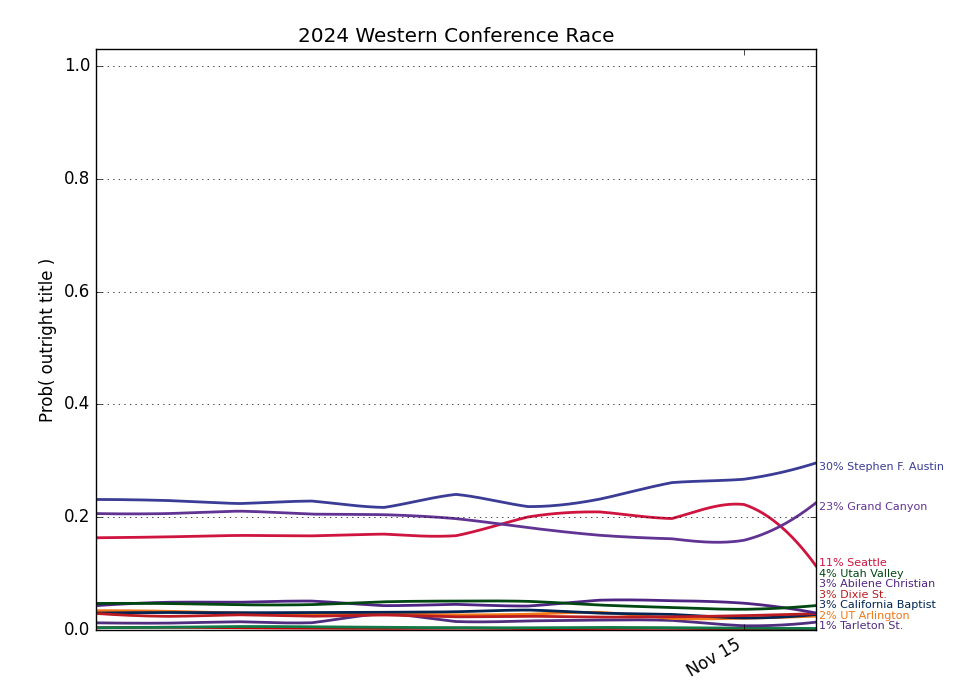 2024 Western Conference Race
1.0
0.8
0.6
0.4
0.2
0.0
Prob( outright title )
30% Stephen F. Austin
23% Grand Canyon
11% Seattle
4% Utah Valley
3% Abilene Christian
3% Dixie St.
3% California Baptist
2% UT Arlington
1% Tarleton St.
Nov 15